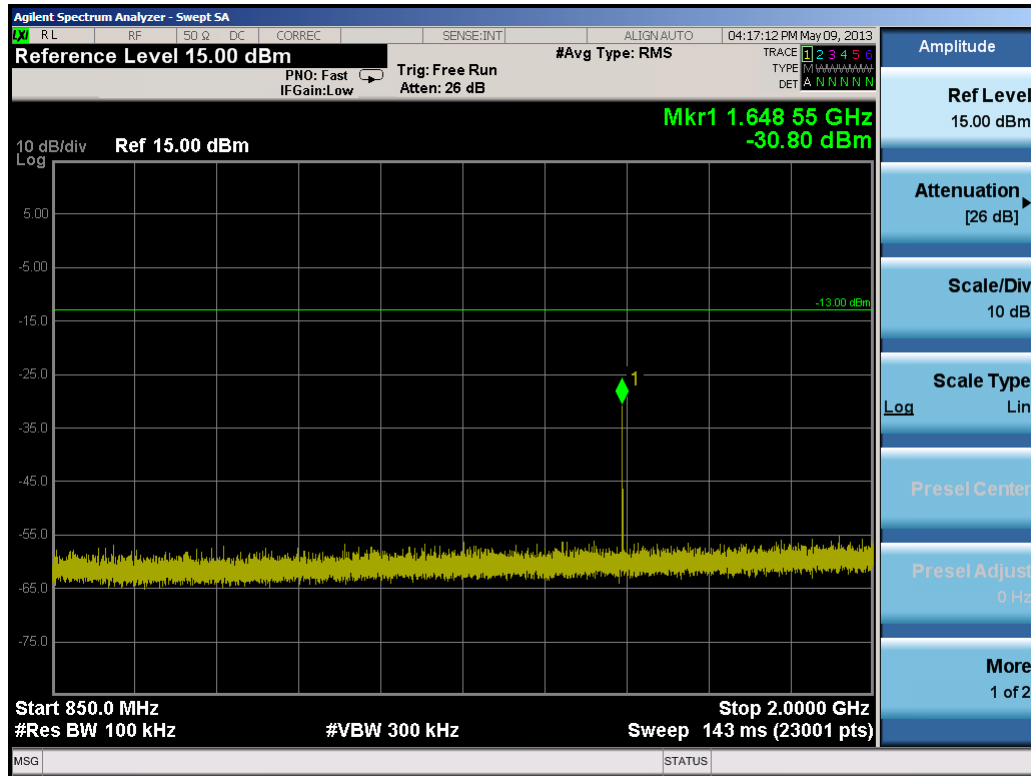 Agilent Spectrum Analyzer - Swept SA
LXI RL RF 50 Ω DC CORREC SENSE:INT ALIGN AUTO 04:17:12 PM May 09, 2013
Reference Level 15.00 dBm
#Avg Type: RMS
TRACE 1 2 3 4 5 6
PNO: Fast Trig: Free Run
TYPE M WWWWW
IFGain:Low Atten: 26 dB
DET A N N N N N
Mkr1 1.648 55 GHz
-30.80 dBm
10 dB/div Ref 15.00 dBm
Log
5.00
-5.00
-13.00 dBm
-15.0
-25.0
1
-35.0
-45.0
-55.0
-65.0
-75.0
Start 850.0 MHz Stop 2.0000 GHz
#Res BW 100 kHz #VBW 300 kHz Sweep 143 ms (23001 pts)
MSG STATUS
Amplitude
Ref Level
15.00 dBm
Attenuation
[26 dB]
Scale/Div
10 dB
Scale Type
Log Lin
Presel Center
Presel Adjust
0 Hz
More
1 of 2